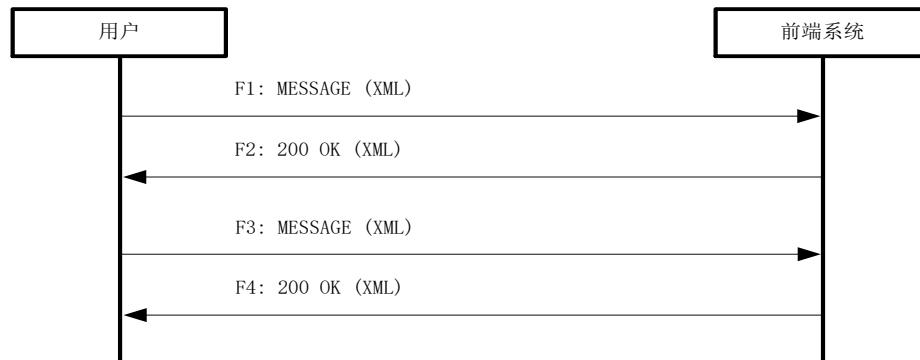 用户
前端系统
F1: MESSAGE (XML)
F2: 200 OK (XML)
F3: MESSAGE (XML)
F4: 200 OK (XML)